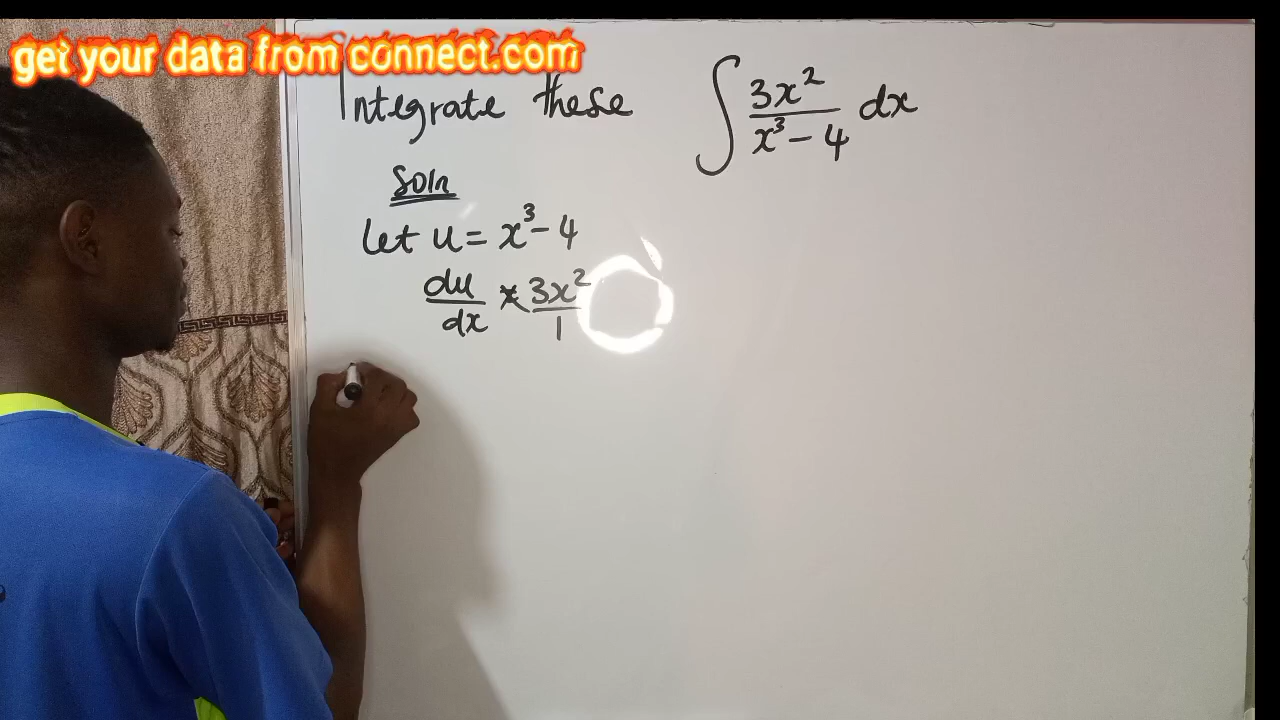 get your data from connect.com
Integrate these ∫ 3x²/(x³-4) dx
Soln
Let u = x³-4
du/dx = 3x²/1